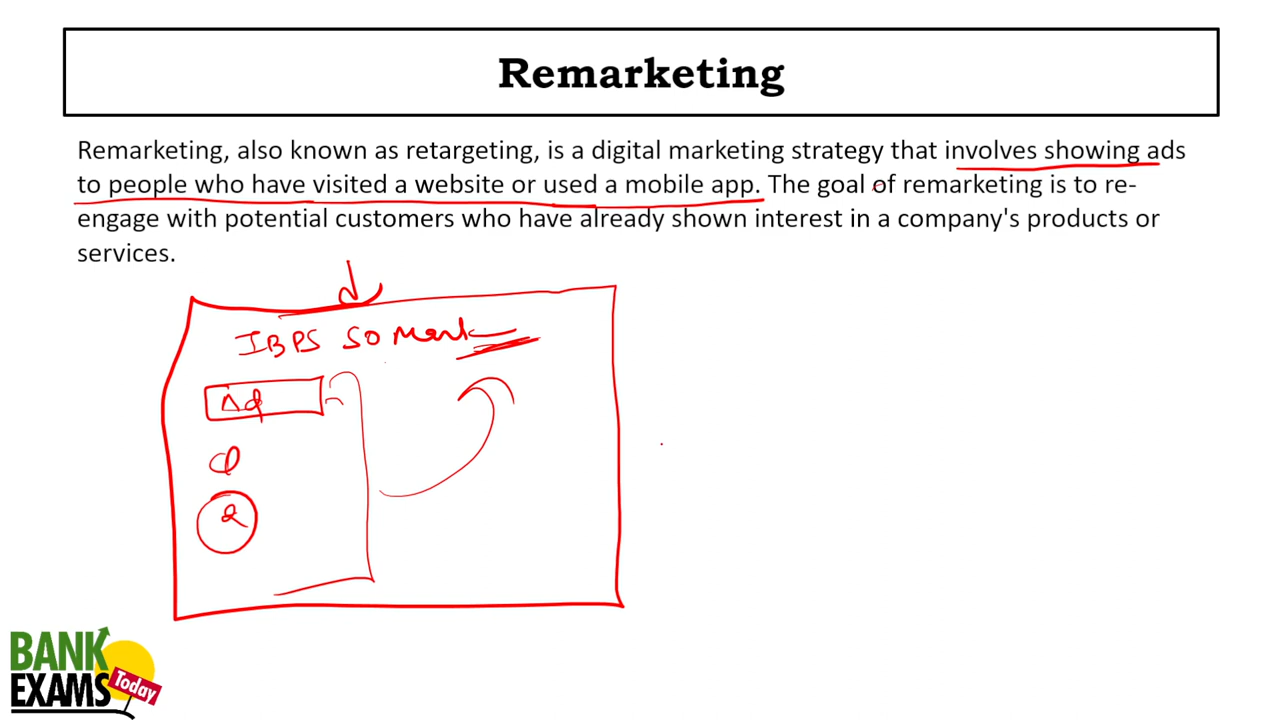 Remarketing
Remarketing, also known as retargeting, is a digital marketing strategy that involves showing ads
to people who have visited a website or used a mobile app. The goal of remarketing is to re-
engage with potential customers who have already shown interest in a company's products or
services.
IBPS SO Mark
Ad
2
BANK
EXAMS
Today